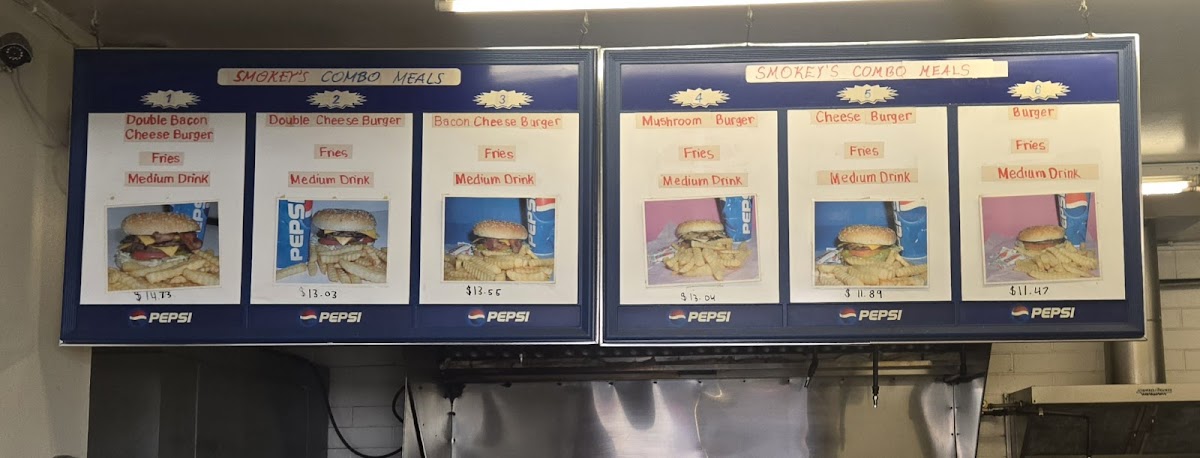 SMOKEY'S COMBO MEALS
1
Double Bacon
Cheese Burger
Fries
Medium Drink
$14.73
PEPSI
2
Double Cheese Burger
Fries
Medium Drink
PEPSI
$13.03
PEPSI
3
Bacon Cheese Burger
Fries
Medium Drink
$13.56
PEPSI
SMOKEY'S COMBO MEALS
4
Mushroom Burger
Fries
Medium Drink
$13.04
PEPSI
5
Cheese Burger
Fries
Medium Drink
$11.89
PEPSI
6
Burger
Fries
Medium Drink
$11.47
PEPSI